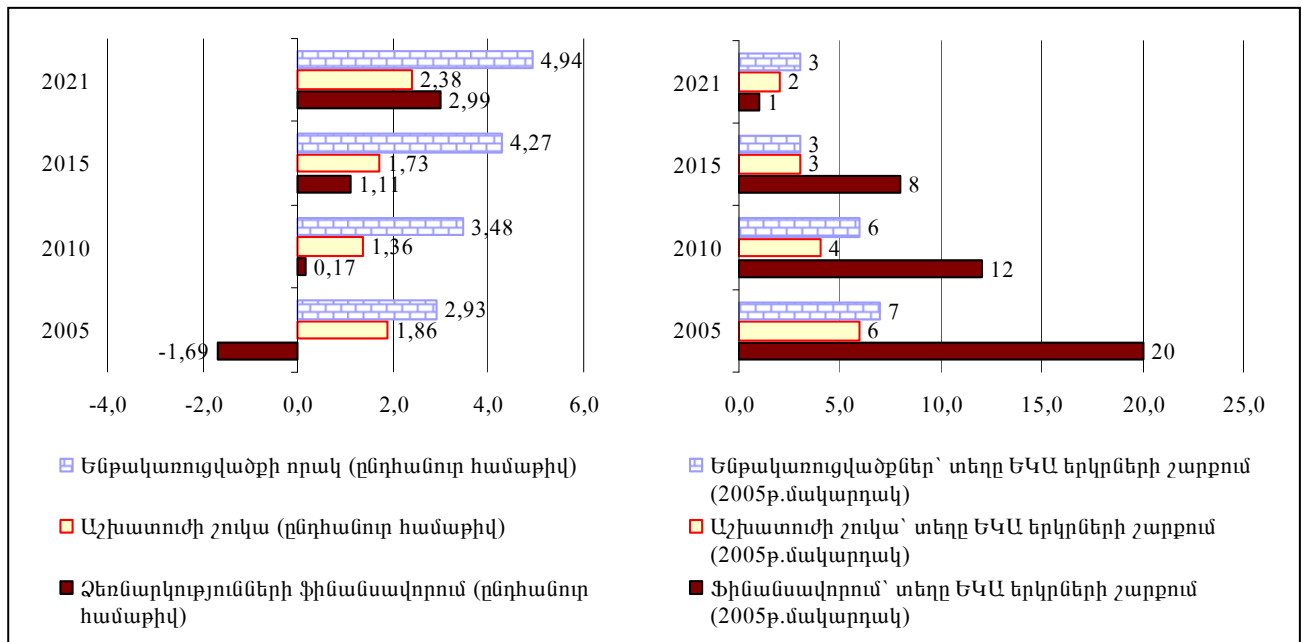 2021
4,94
2,38
2,99
2015
4,27
1,73
1,11
2010
3,48
1,36
0,17
2005
2,93
1,86
-1,69
-4,0 -2,0 0,0 2,0 4,0 6,0
Ենթակառուցվածքի որակ (ընդհանուր համաթիվ)
Աշխատուժի շուկա (ընդհանուր համաթիվ)
Ձեռնարկությունների ֆինանսավորում (ընդհանուր
համաթիվ)
2021
3
2
1
2015
3
3
8
2010
6
4
12
2005
7
6
20
0,0 5,0 10,0 15,0 20,0 25,0
Ենթակառուցվածքներ՝ տեղը ԵԿԱ երկրների շարքում
(2005թ.մակարդակ)
Աշխատուժի շուկա՝ տեղը ԵԿԱ երկրների շարքում
(2005թ.մակարդակ)
Ֆինանսավորում՝ տեղը ԵԿԱ երկրների շարքում
(2005թ.մակարդակ)